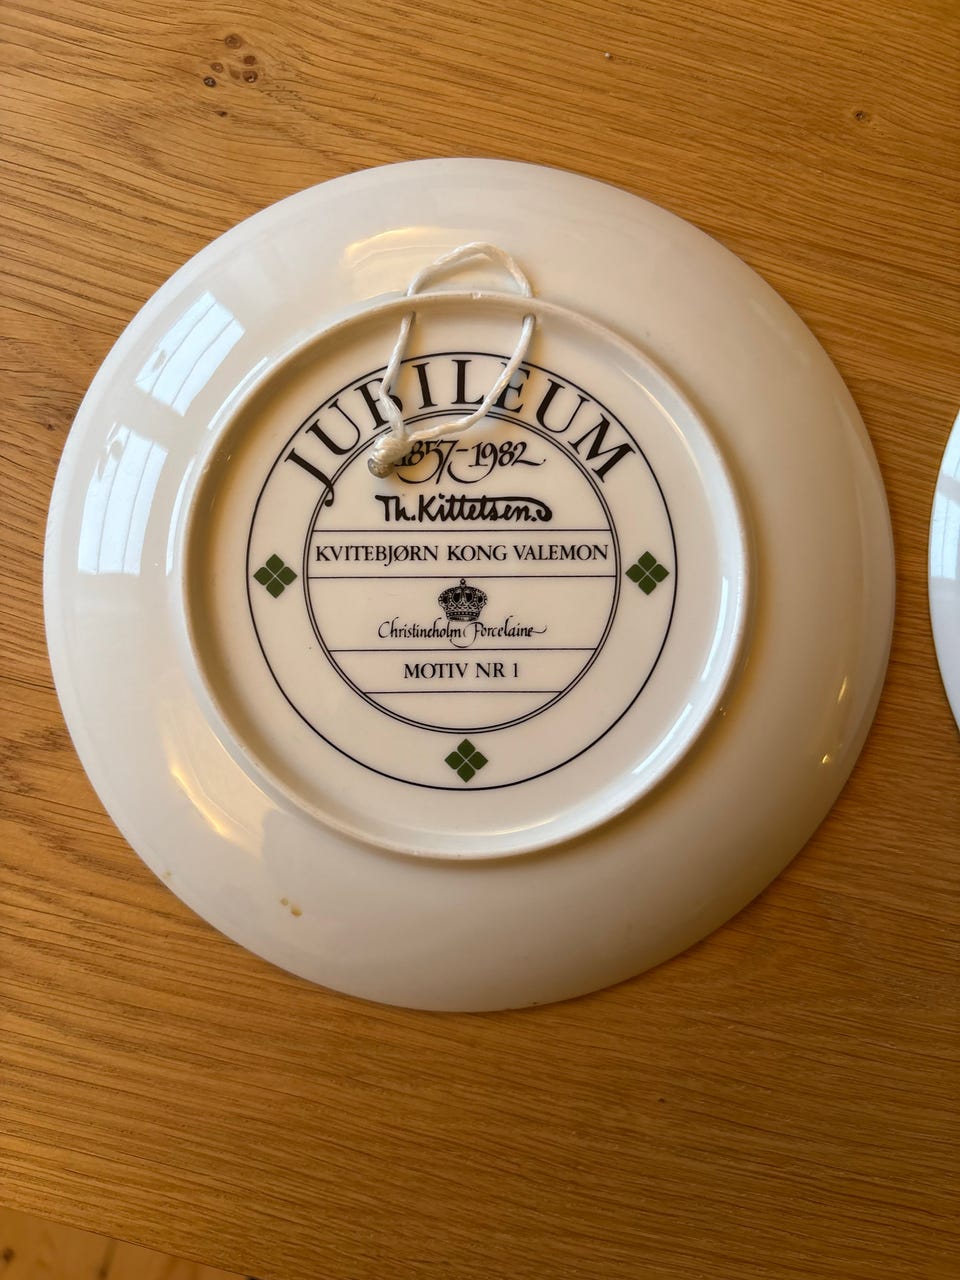 JUBILEUM
1857-1982
Th. Kittelsen.
KVITEBJØRN KONG VALEMON
Christineholm Porcelaine
MOTIV NR 1